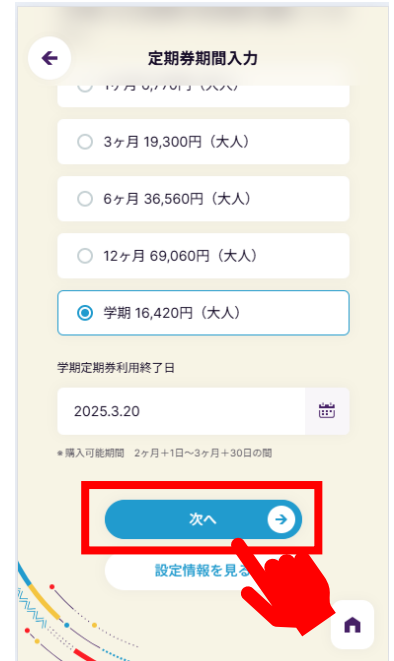 定期券期間入力
3ヶ月 19,300円（大人）
6ヶ月 36,560円（大人）
12ヶ月 69,060円（大人）
学期 16,420円（大人）
学期定期券利用終了日
2025.3.20
※購入可能期間 2ヶ月＋1日～3ヶ月＋30日の間
次へ
設定情報を見る